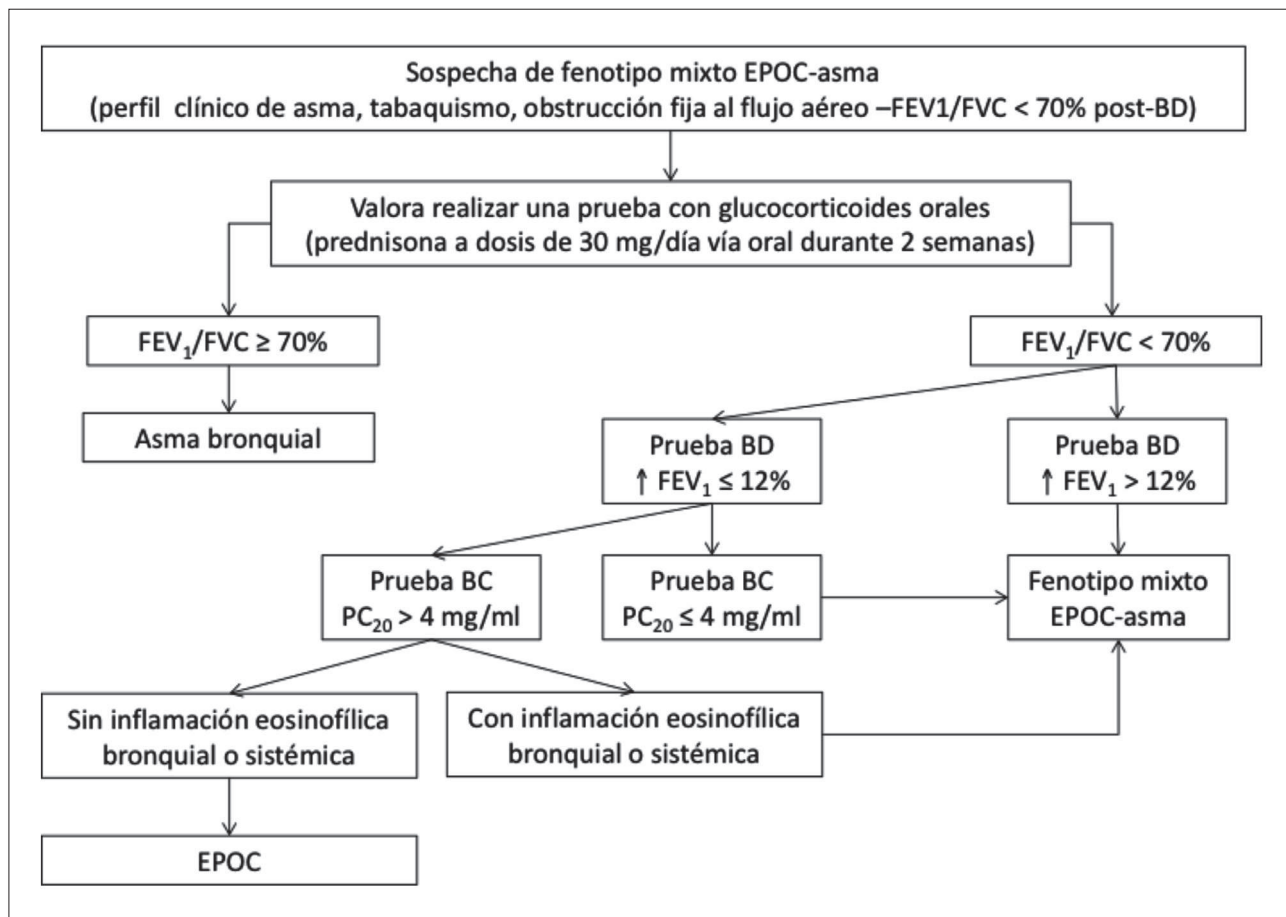 Sospecha de fenotipo mixto EPOC-asma
(perfil clínico de asma, tabaquismo, obstrucción fija al flujo aéreo –FEV1/FVC < 70% post-BD)
Valora realizar una prueba con glucocorticoides orales
(prednisona a dosis de 30 mg/día vía oral durante 2 semanas)
FEV₁/FVC ≥ 70%
FEV₁/FVC < 70%
Asma bronquial
Prueba BD
↑ FEV₁ ≤ 12%
Prueba BD
↑ FEV₁ > 12%
Prueba BC
PC₂₀ > 4 mg/ml
Prueba BC
PC₂₀ ≤ 4 mg/ml
Fenotipo mixto
EPOC-asma
Sin inflamación eosinofílica
bronquial o sistémica
Con inflamación eosinofílica
bronquial o sistémica
EPOC